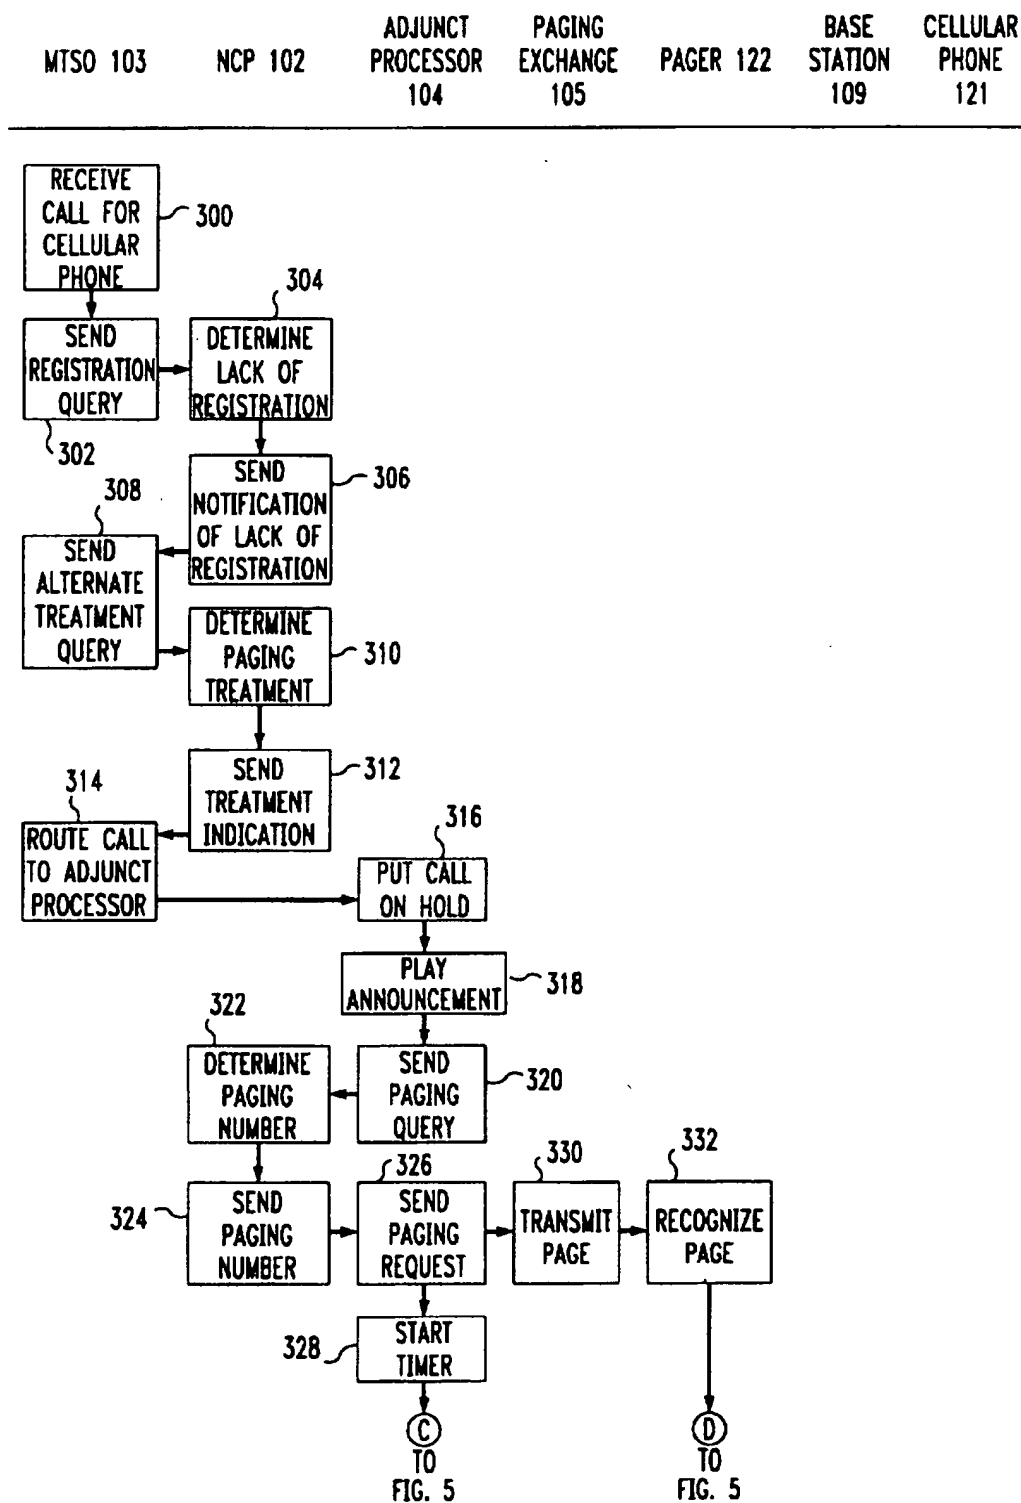 MTSO 103
NCP 102
ADJUNCT
PROCESSOR
104
PAGING
EXCHANGE
105
PAGER 122
BASE
STATION
109
CELLULAR
PHONE
121
RECEIVE
CALL FOR
CELLULAR
PHONE
300
SEND
REGISTRATION
QUERY
302
304
DETERMINE
LACK OF
REGISTRATION
SEND
NOTIFICATION
OF LACK OF
REGISTRATION
306
308
SEND
ALTERNATE
TREATMENT
QUERY
DETERMINE
PAGING
TREATMENT
310
SEND
TREATMENT
INDICATION
312
314
ROUTE CALL
TO ADJUNCT
PROCESSOR
316
PUT CALL
ON HOLD
PLAY
ANNOUNCEMENT
318
SEND
PAGING
QUERY
320
322
DETERMINE
PAGING
NUMBER
324
SEND
PAGING
NUMBER
326
SEND
PAGING
REQUEST
330
TRANSMIT
PAGE
332
RECOGNIZE
PAGE
328
START
TIMER
C
TO
FIG. 5
D
TO
FIG. 5